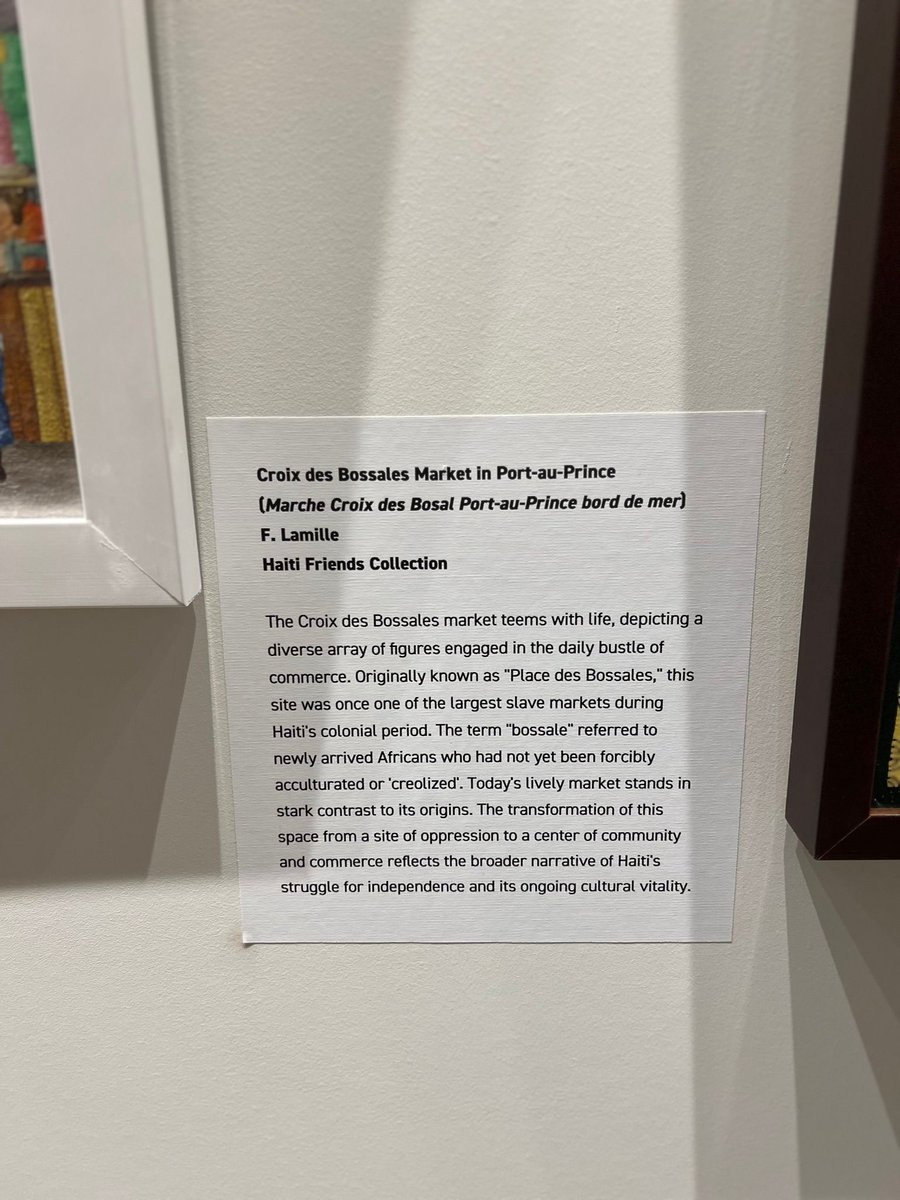 Croix des Bossales Market in Port-au-Prince
(Marche Croix des Bosal Port-au-Prince bord de mer)
F. Lamille
Haiti Friends Collection
The Croix des Bossales market teems with life, depicting a
diverse array of figures engaged in the daily bustle of
commerce. Originally known as "Place des Bossales," this
site was once one of the largest slave markets during
Haiti's colonial period. The term "bossale" referred to
newly arrived Africans who had not yet been forcibly
acculturated or 'creolized'. Today's lively market stands in
stark contrast to its origins. The transformation of this
space from a site of oppression to a center of community
and commerce reflects the broader narrative of Haiti's
struggle for independence and its ongoing cultural vitality.